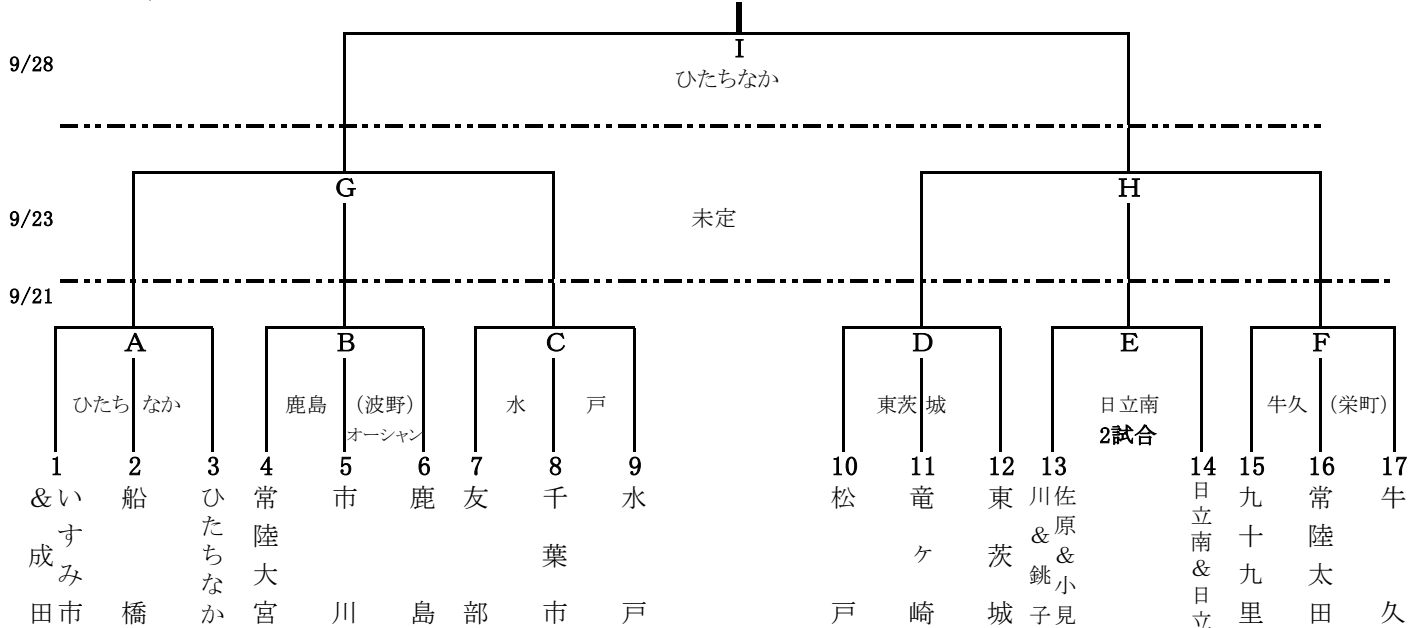 I
9/28
ひたちなか
G
H
9/23
未定
9/21
A
B
C
D
E
F
ひたちなか
鹿島 (波野)
オーシャン
水戸
東茨城
日立南
2試合
牛久 (栄町)
1 2 3 4 5 6 7 8 9 10 11 12 13 14 15 16 17
いすみ市
&成田
船橋
ひたちなか
常陸大宮
市川
鹿島
友部
千葉市
水戸
松戸
竜ヶ崎
東茨城
佐原&小見
川&銚子
日立南&日立
九十九里
常陸太田
牛久